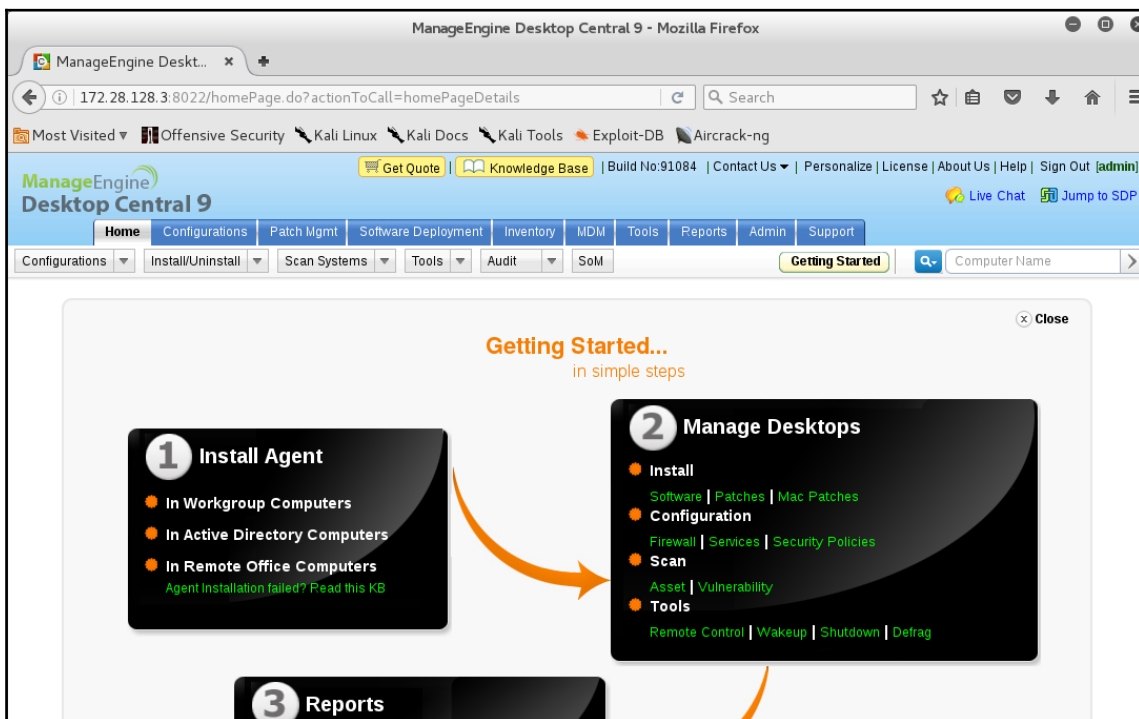 ManageEngine Desktop Central 9 - Mozilla Firefox
ManageEngine Deskt...
172.28.128.3:8022/homePage.do?actionToCall=homePageDetails
Search
Most Visited
Offensive Security
Kali Linux
Kali Docs
Kali Tools
Exploit-DB
Aircrack-ng
Get Quote | Knowledge Base | Build No:91084 | Contact Us | Personalize | License | About Us | Help | Sign Out [admin]
ManageEngine
Desktop Central 9
Live Chat
Jump to SDP
Home Configurations Patch Mgmt Software Deployment Inventory MDM Tools Reports Admin Support
Configurations Install/Uninstall Scan Systems Tools Audit SoM Getting Started Computer Name
x Close
Getting Started...
in simple steps
1 Install Agent
In Workgroup Computers
In Active Directory Computers
In Remote Office Computers
Agent Installation failed? Read this KB
2 Manage Desktops
Install
Software | Patches | Mac Patches
Configuration
Firewall | Services | Security Policies
Scan
Asset | Vulnerability
Tools
Remote Control | Wakeup | Shutdown | Defrag
3 Reports